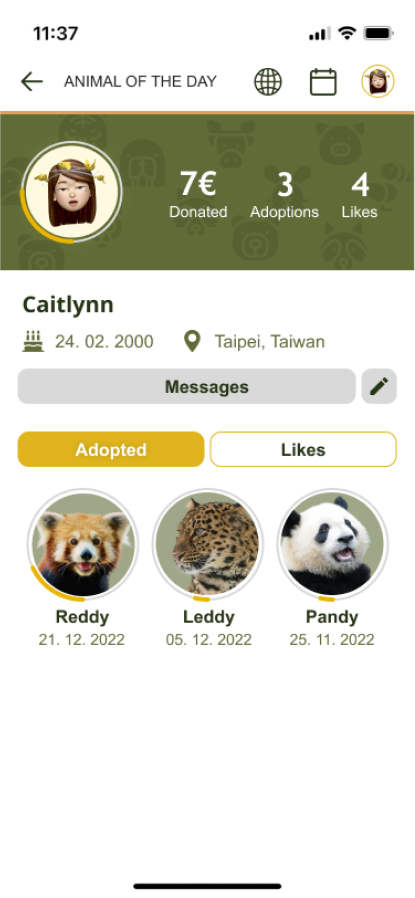 11:37
ANIMAL OF THE DAY
7€ 3 4
Donated Adoptions Likes
Caitlynn
24. 02. 2000 Taipei, Taiwan
Messages
Adopted Likes
Reddy Leddy Pandy
21. 12. 2022 05. 12. 2022 25. 11. 2022